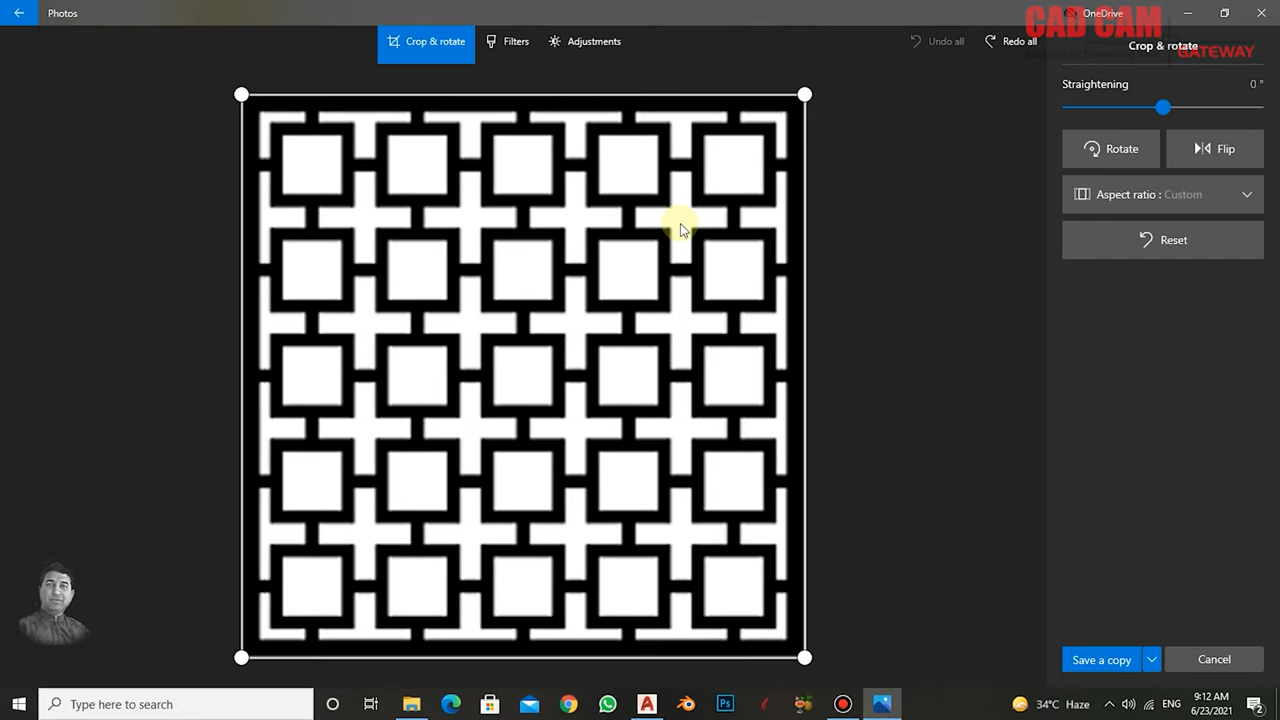 Photos
OneDrive
CAD CAM
GATEWAY
Crop & rotate
Filters
Adjustments
Undo all
Redo all
Crop & rotate
Straightening
0 °
Rotate
Flip
Aspect ratio : Custom
Reset
Save a copy
Cancel
Type here to search
A
Ps
34°C Haze
ENG
9:12 AM
6/23/2021
2